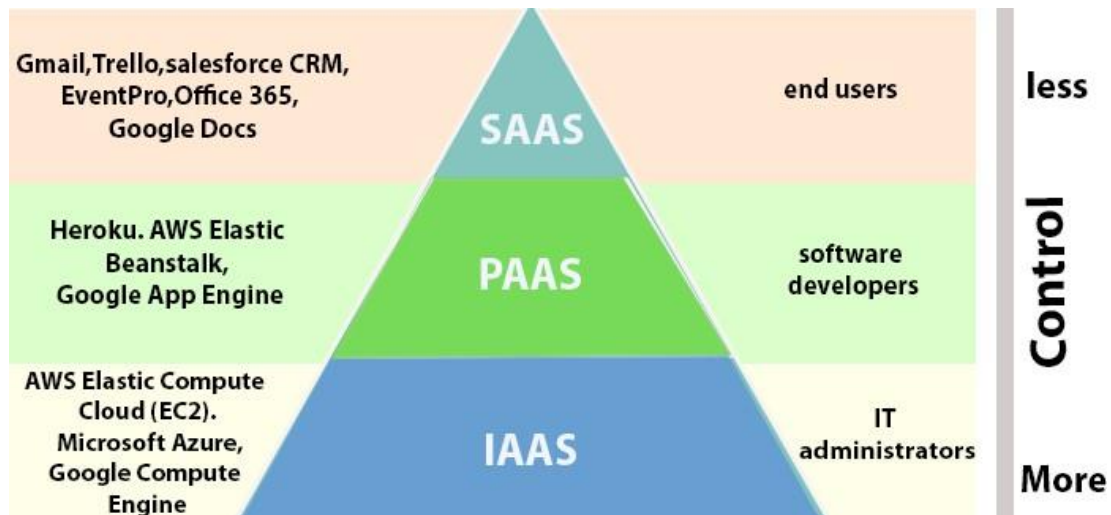 Gmail,Trello,salesforce CRM,
EventPro,Office 365,
Google Docs
SAAS
end users
less
Heroku. AWS Elastic
Beanstalk,
Google App Engine
PAAS
software
developers
Control
AWS Elastic Compute
Cloud (EC2).
Microsoft Azure,
Google Compute
Engine
IAAS
IT
administrators
More